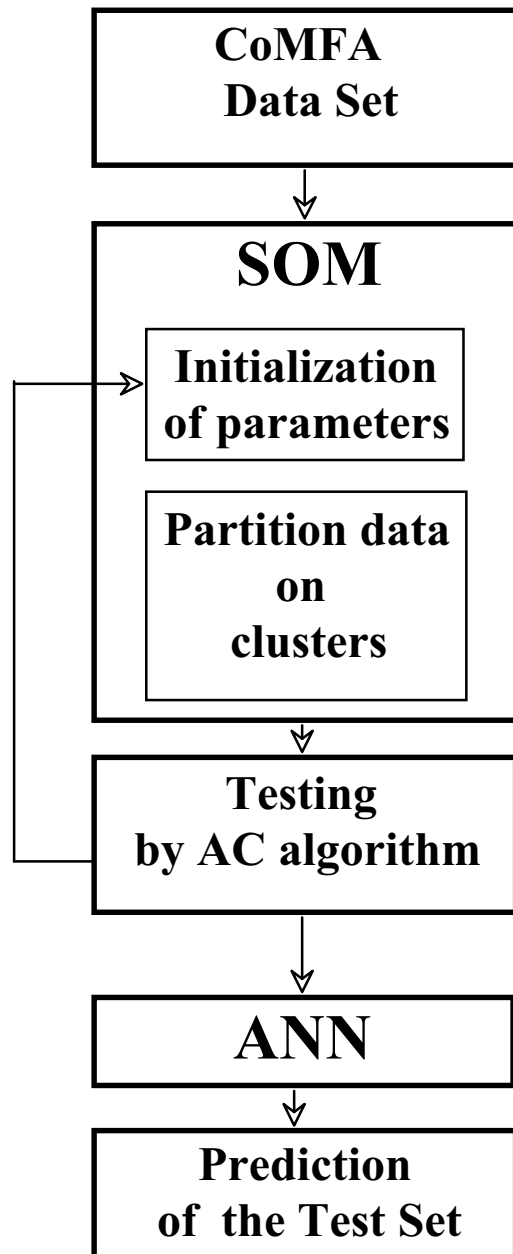 CoMFA
Data Set
SOM
Initialization
of parameters
Partition data
on
clusters
Testing
by AC algorithm
ANN
Prediction
of the Test Set